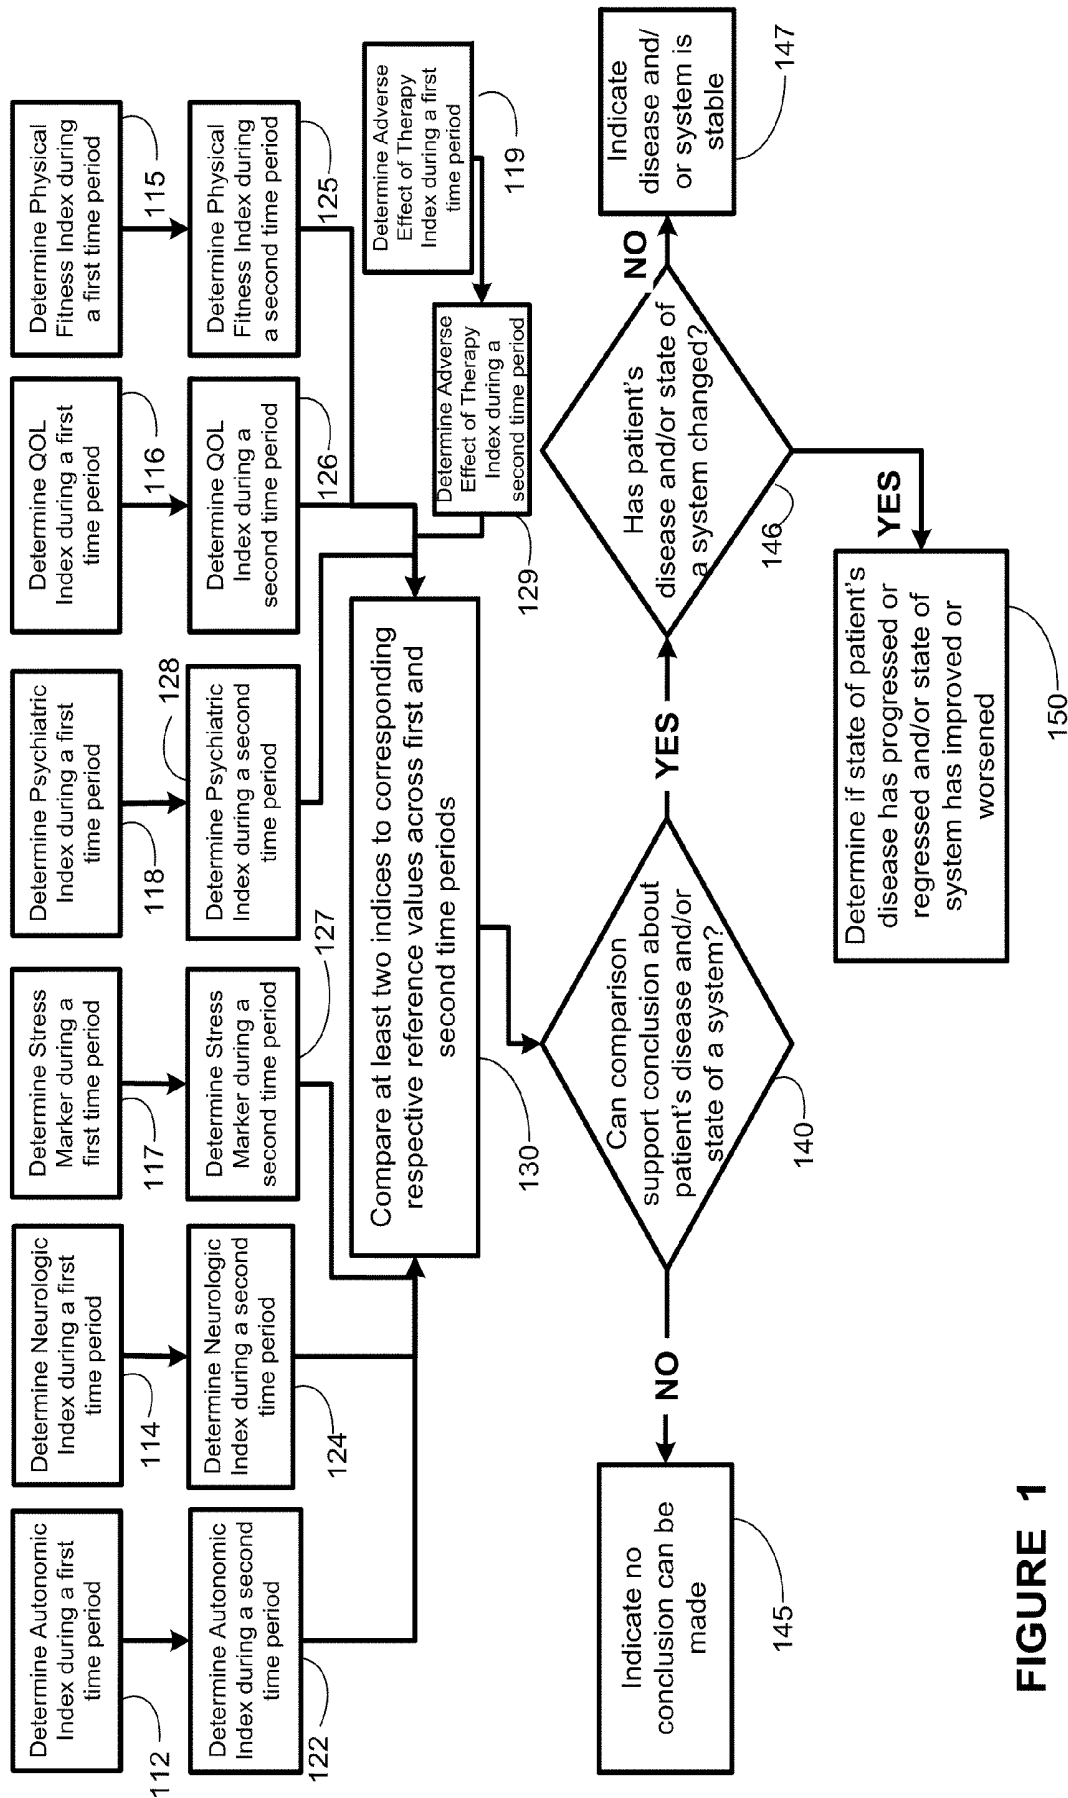 Determine Autonomic
Index during a first
time period
112
Determine Neurologic
Index during a first
time period
114
Determine Stress
Marker during a
first time period
117
Determine Psychiatric
Index during a first
time period
118
Determine QOL
Index during a first
time period
116
Determine Physical
Fitness Index during
a first time period
115
Determine Autonomic
Index during a second
time period
122
Determine Neurologic
Index during a second
time period
124
Determine Stress
Marker during a
second time period
127
Determine Psychiatric
Index during a second
time period
128
Determine QOL
Index during a
second time period
126
Determine Physical
Fitness Index during
a second time period
125
Determine Adverse
Effect of Therapy
Index during a first
time period
119
Determine Adverse
Effect of Therapy
Index during a
second time period
129
Compare at least two indices to corresponding
respective reference values across first and
second time periods
130
Can comparison
support conclusion about
patient's disease and/or
state of a system?
140
NO
Indicate no
conclusion can be
made
145
YES
Has patient's
disease and/or state of
a system changed?
146
NO
Indicate
disease and/
or system is
stable
147
YES
Determine if state of patient's
disease has progressed or
regressed and/or state of
system has improved or
worsened
150
FIGURE 1